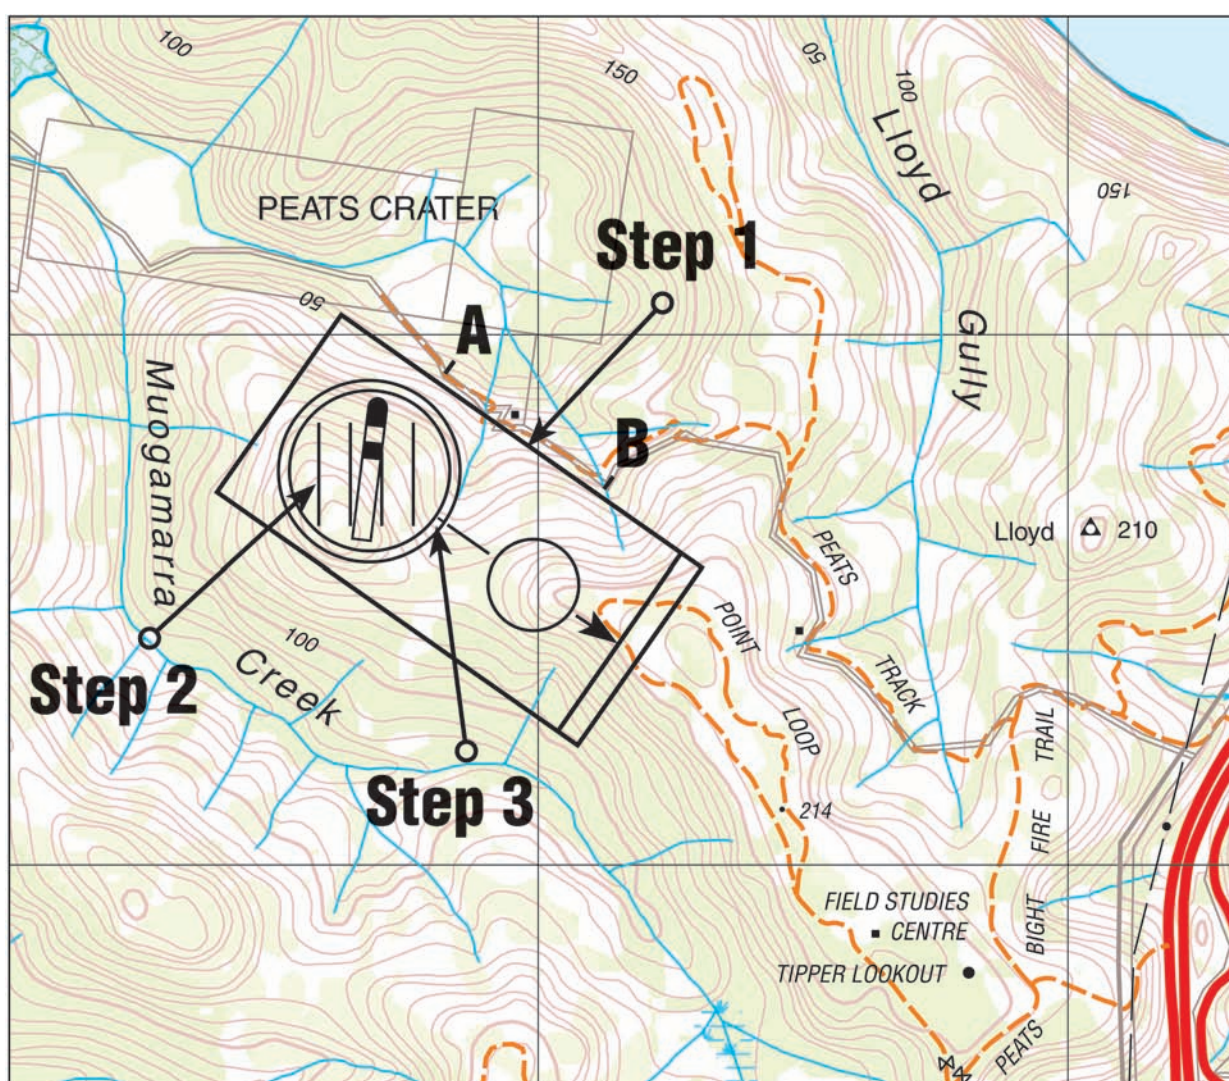 100
150
50
100
Lloyd
150
PEATS CRATER
Step 1
50
A
Gully
Muogamarra
B
Lloyd
210
PEATS
POINT
100
Creek
Step 2
TRACK
LOOP
TRAIL
Step 3
214
FIRE
FIELD STUDIES
CENTRE
BIGHT
TIPPER LOOKOUT
PEATS